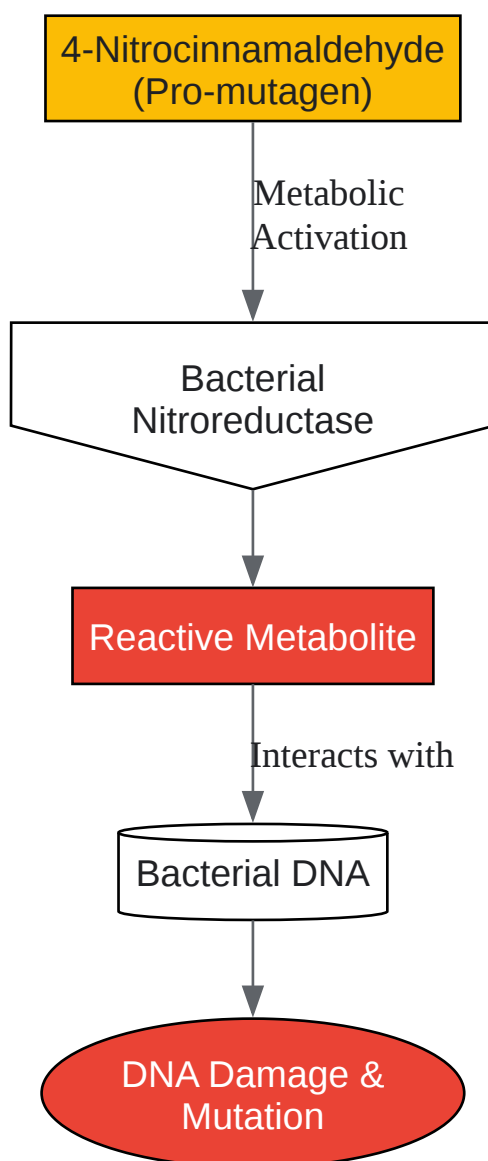 4-Nitrocinnamaldehyde
(Pro-mutagen)
Metabolic
Activation
Bacterial
Nitroreductase
Reactive Metabolite
Interacts with
Bacterial DNA
DNA Damage &
Mutation